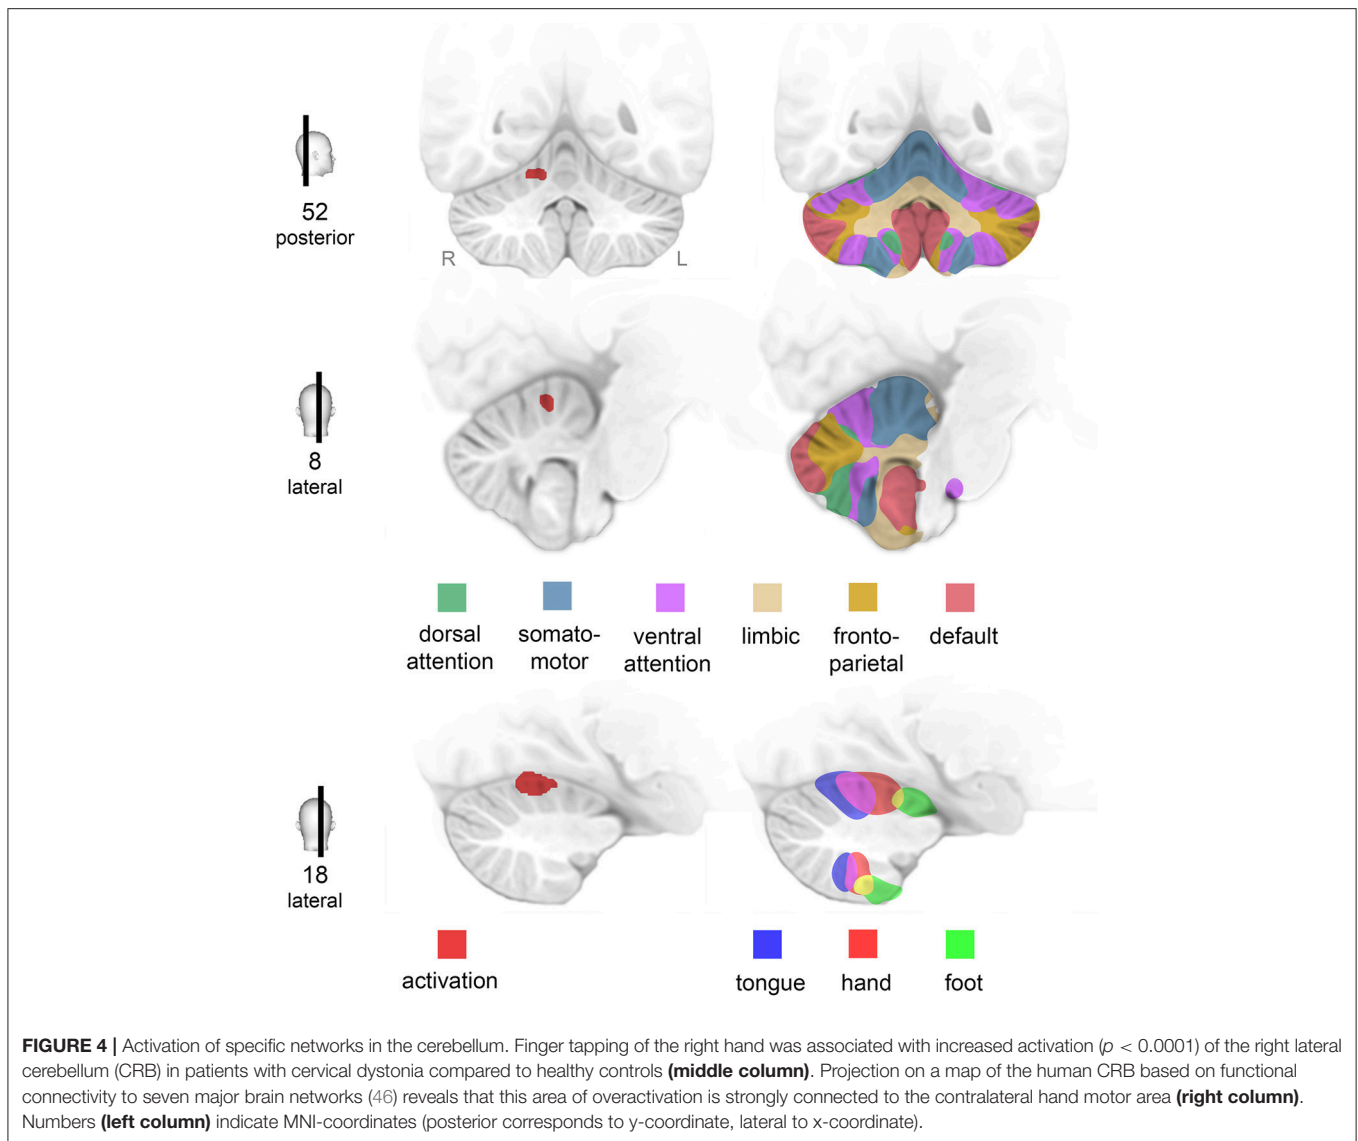 52
posterior
R
L
8
lateral
dorsal
attention
somato-
motor
ventral
attention
limbic
fronto-
parietal
default
18
lateral
activation
tongue
hand
foot
FIGURE 4 | Activation of specific networks in the cerebellum. Finger tapping of the right hand was associated with increased activation (p < 0.0001) of the right lateral
cerebellum (CRB) in patients with cervical dystonia compared to healthy controls (middle column). Projection on a map of the human CRB based on functional
connectivity to seven major brain networks (46) reveals that this area of overactivation is strongly connected to the contralateral hand motor area (right column).
Numbers (left column) indicate MNI-coordinates (posterior corresponds to y-coordinate, lateral to x-coordinate).